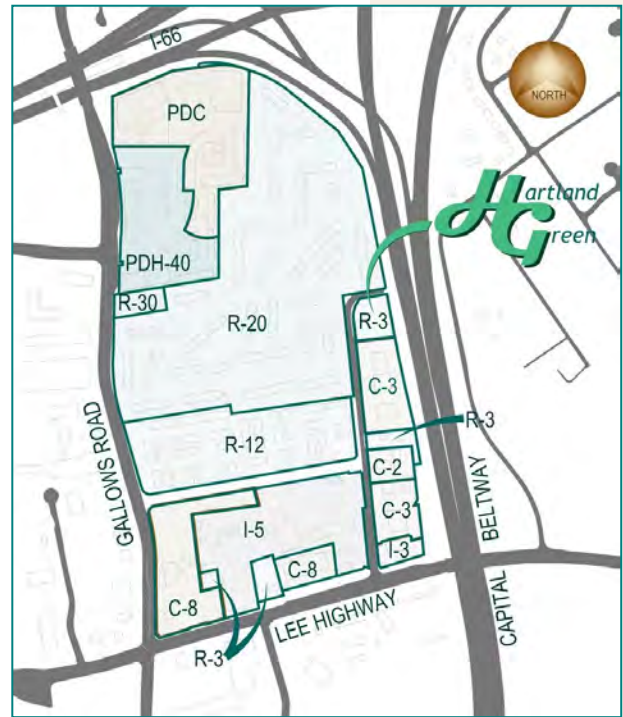 I-66
PDC
NORTH
Hartland
Green
PDH-40
R-30
R-20
R-3
C-3
R-3
R-12
C-2
GALLOWS ROAD
I-5
C-3
CAPITAL BELTWAY
C-8
I-3
C-8
LEE HIGHWAY
R-3